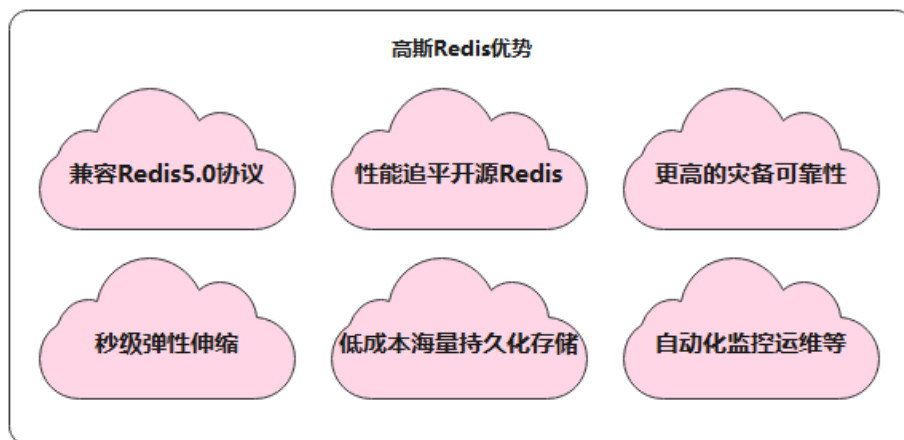 高斯Redis优势
兼容Redis5.0协议
性能追平开源Redis
更高的灾备可靠性
秒级弹性伸缩
低成本海量持久化存储
自动化监控运维等